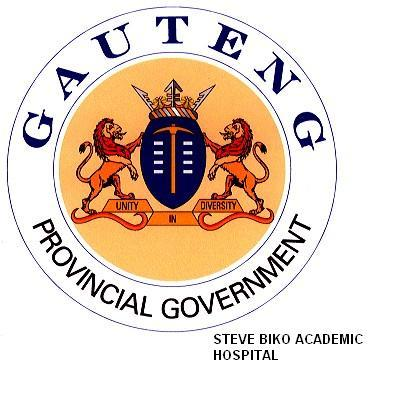 GAUTENG
UNITY IN DIVERSITY
PROVINCIAL GOVERNMENT
STEVE BIKO ACADEMIC
HOSPITAL